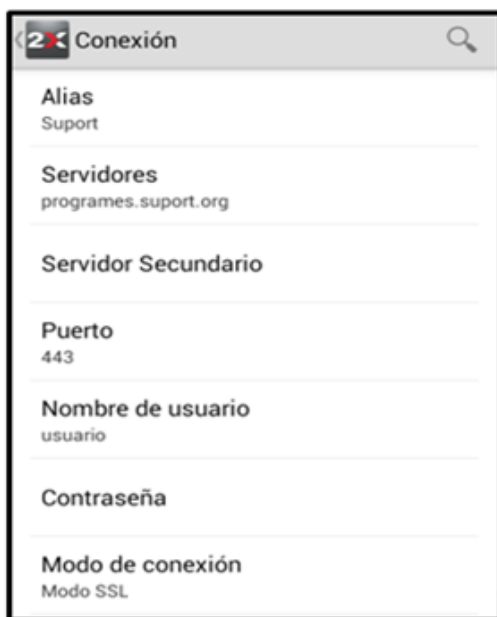 2X Conexión
Alias
Suport
Servidores
programes.suport.org
Servidor Secundario
Puerto
443
Nombre de usuario
usuario
Contraseña
Modo de conexión
Modo SSL